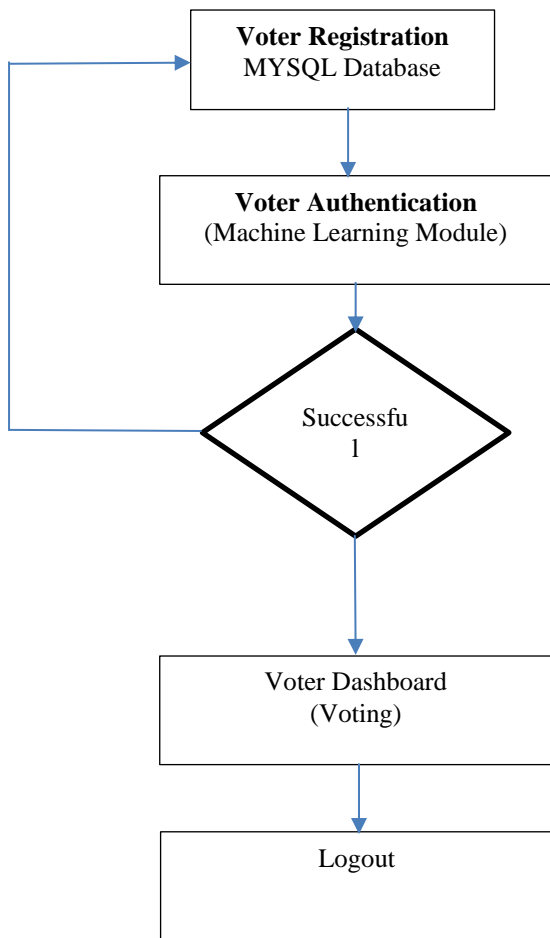 Voter Registration
MYSQL Database
Voter Authentication
(Machine Learning Module)
Successfu
l
Voter Dashboard
(Voting)
Logout